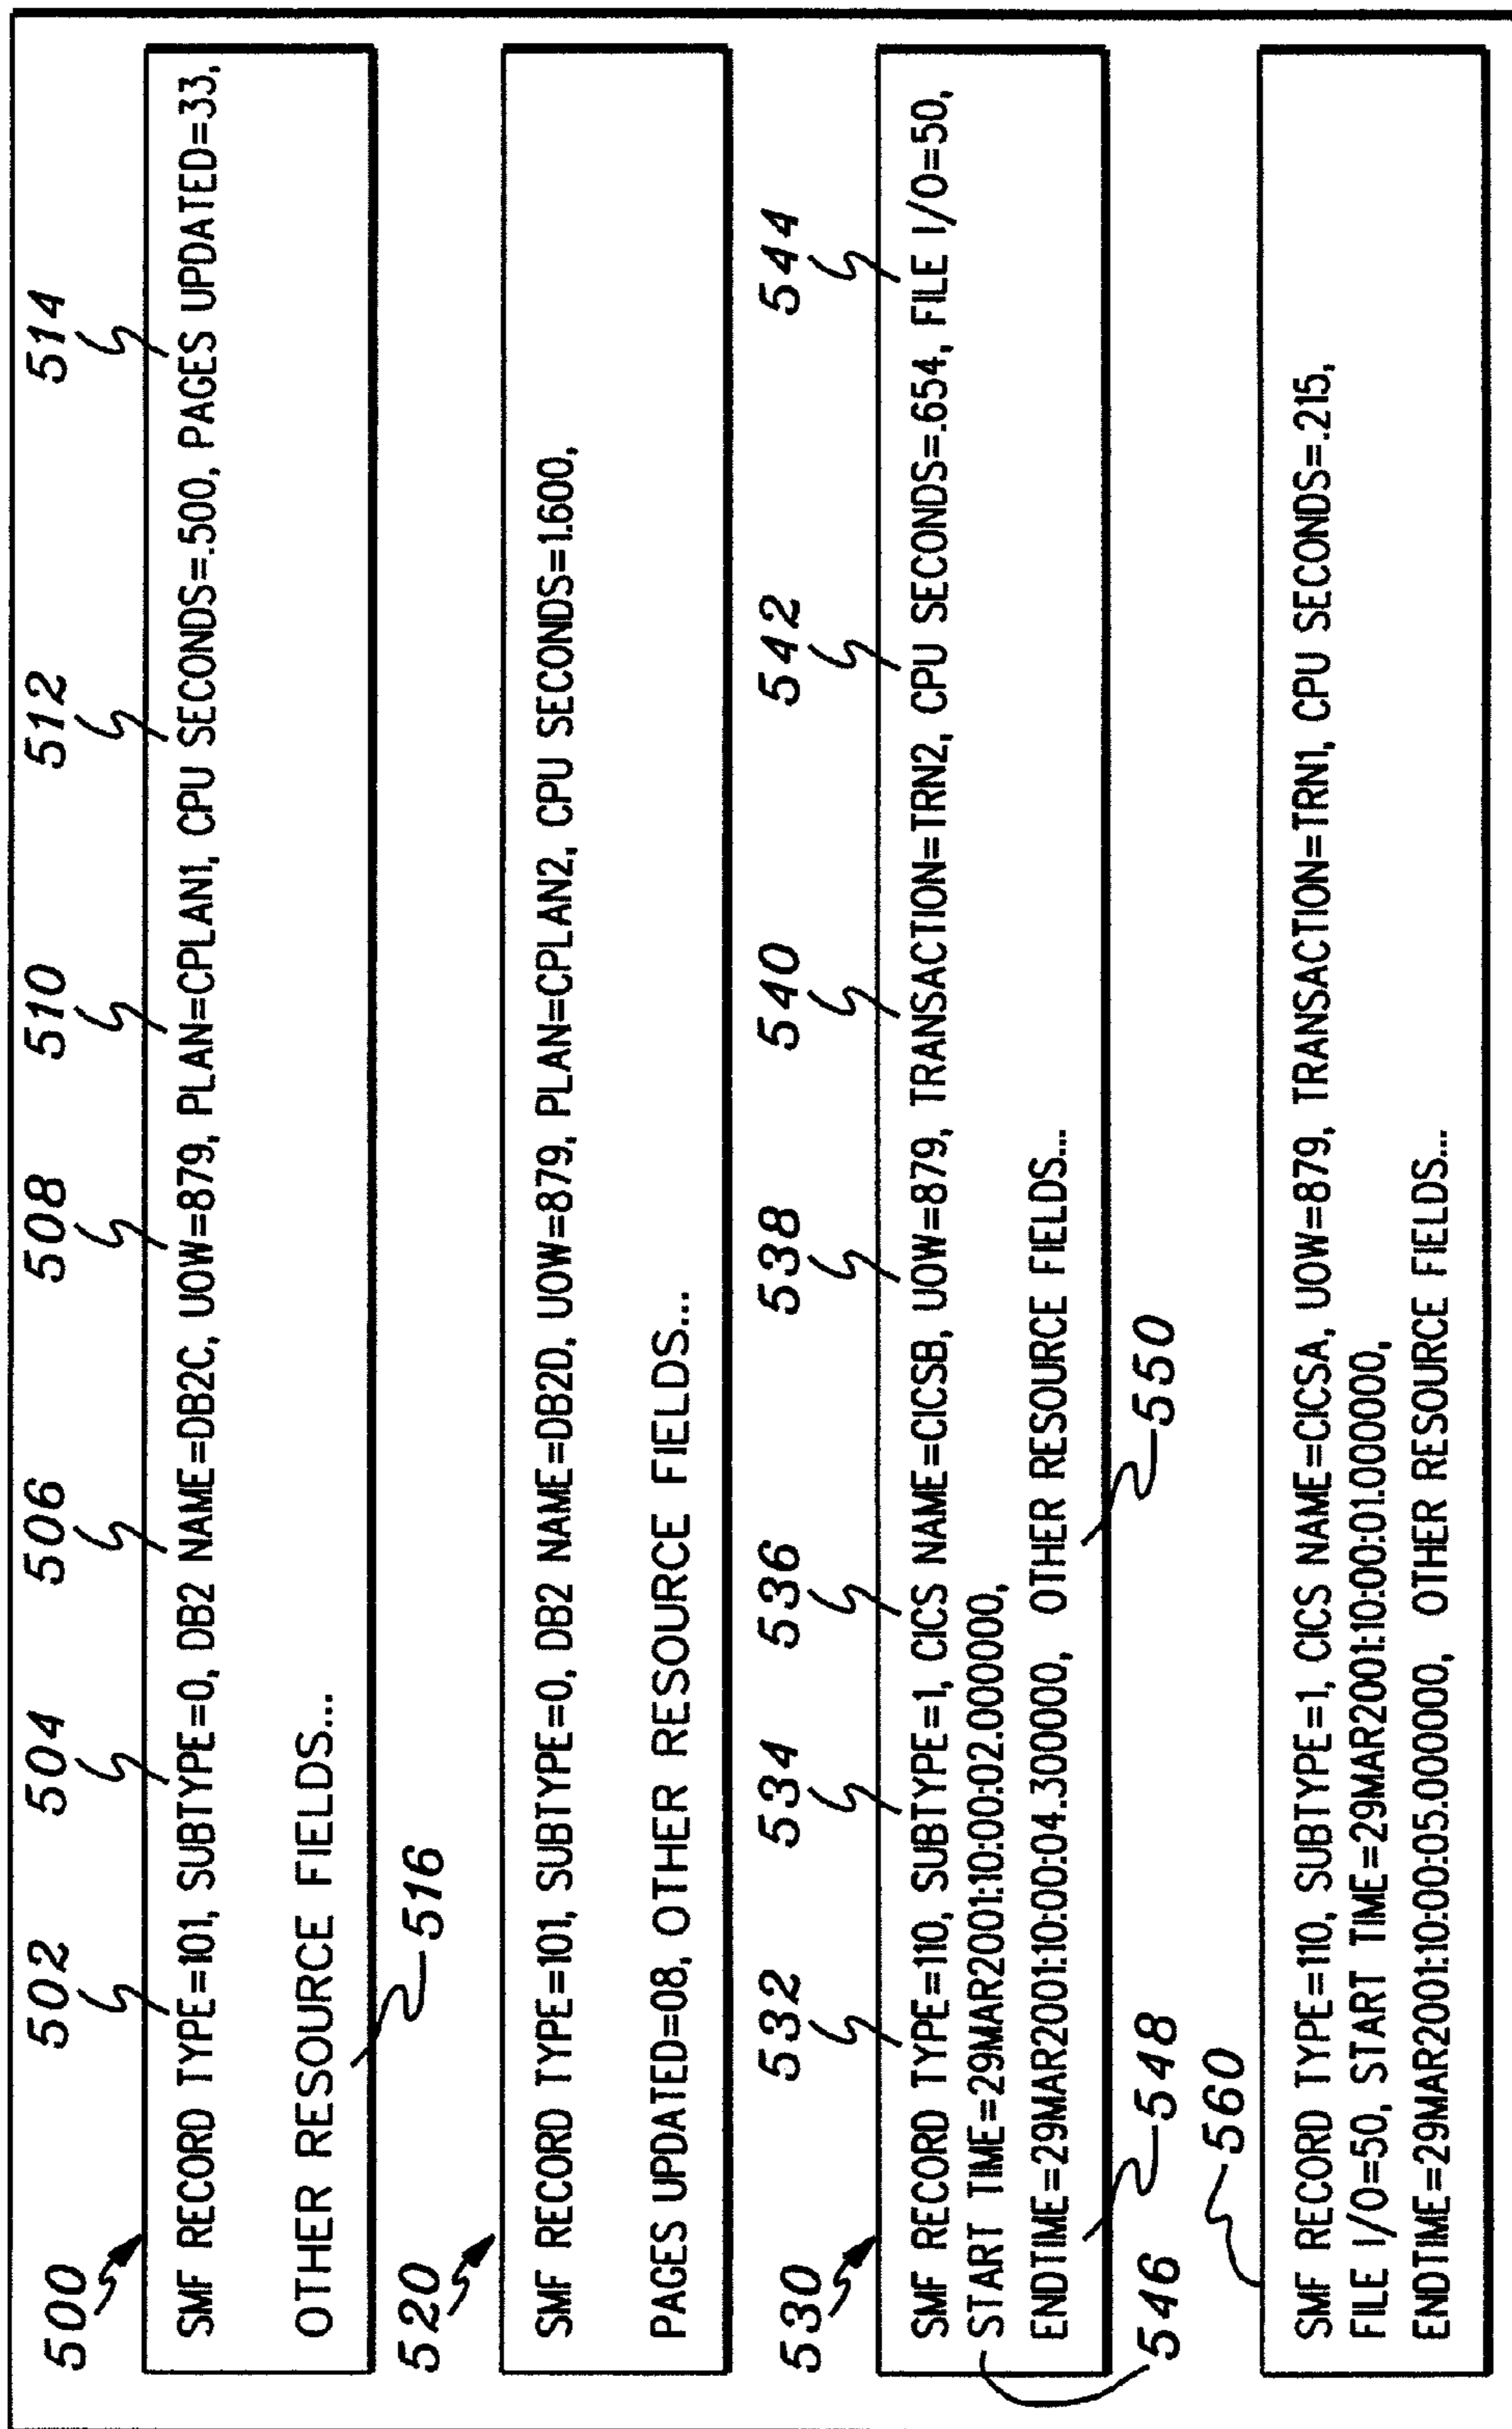 500 502 504 506 508 510 512 514
SMF RECORD TYPE=101, SUBTYPE=0, DB2 NAME=DB2C, UOW=879, PLAN=CPLAN1, CPU SECONDS=.500, PAGES UPDATED=33,
OTHER RESOURCE FIELDS...
516
520
SMF RECORD TYPE=101, SUBTYPE=0, DB2 NAME=DB2D, UOW=879, PLAN=CPLAN2, CPU SECONDS=1.600,
PAGES UPDATED=08, OTHER RESOURCE FIELDS...
530 532 534 536 538 540 542 544
SMF RECORD TYPE=110, SUBTYPE=1, CICS NAME=CICSB, UOW=879, TRANSACTION=TRN2, CPU SECONDS=.654, FILE I/O=50,
START TIME=29MAR2001:10:00:02.000000,
ENDTIME=29MAR2001:10:00:04.300000, OTHER RESOURCE FIELDS...
546 548 550
560
SMF RECORD TYPE=110, SUBTYPE=1, CICS NAME=CICSA, UOW=879, TRANSACTION=TRN1, CPU SECONDS=.215,
FILE I/O=50, START TIME=29MAR2001:10:00:01.000000,
ENDTIME=29MAR2001:10:00:05.000000, OTHER RESOURCE FIELDS...